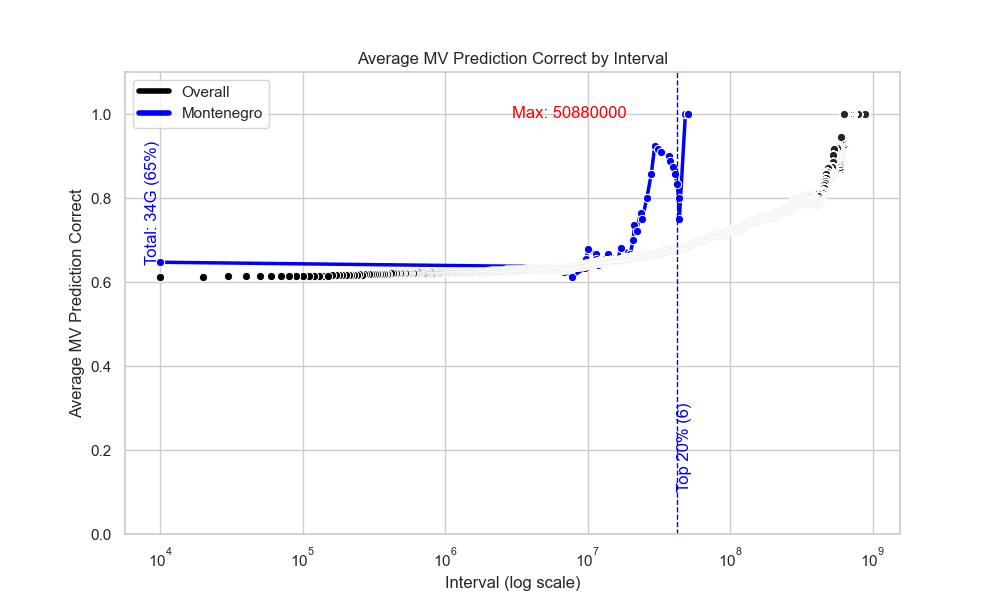 Average MV Prediction Correct by Interval
Overall
Montenegro
Max: 50880000
Total: 34G (65%)
Top 20% (6)
Average MV Prediction Correct
1.0
0.8
0.6
0.4
0.2
0.0
10^4 10^5 10^6 10^7 10^8 10^9
Interval (log scale)